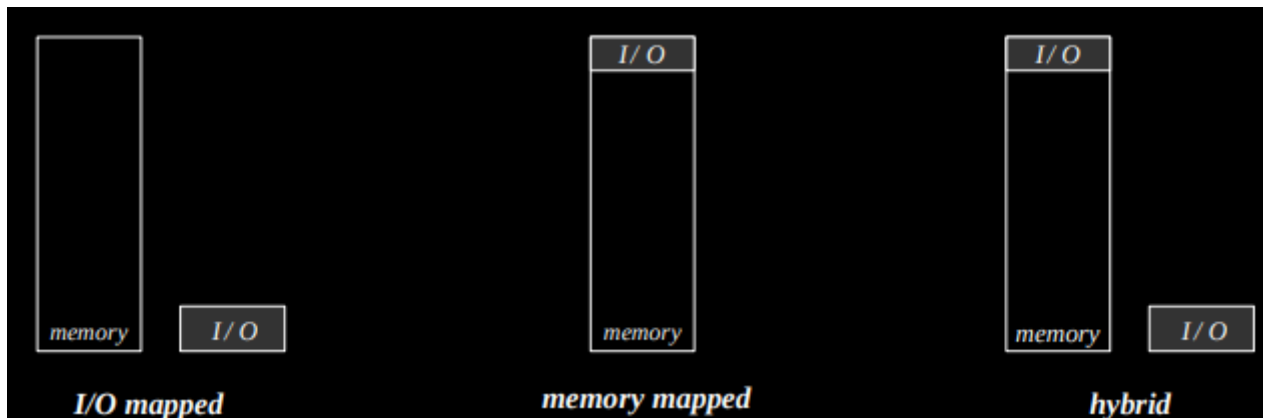 I/O
I/O
memory
I/O
memory
memory
I/O
I/O mapped
memory mapped
hybrid